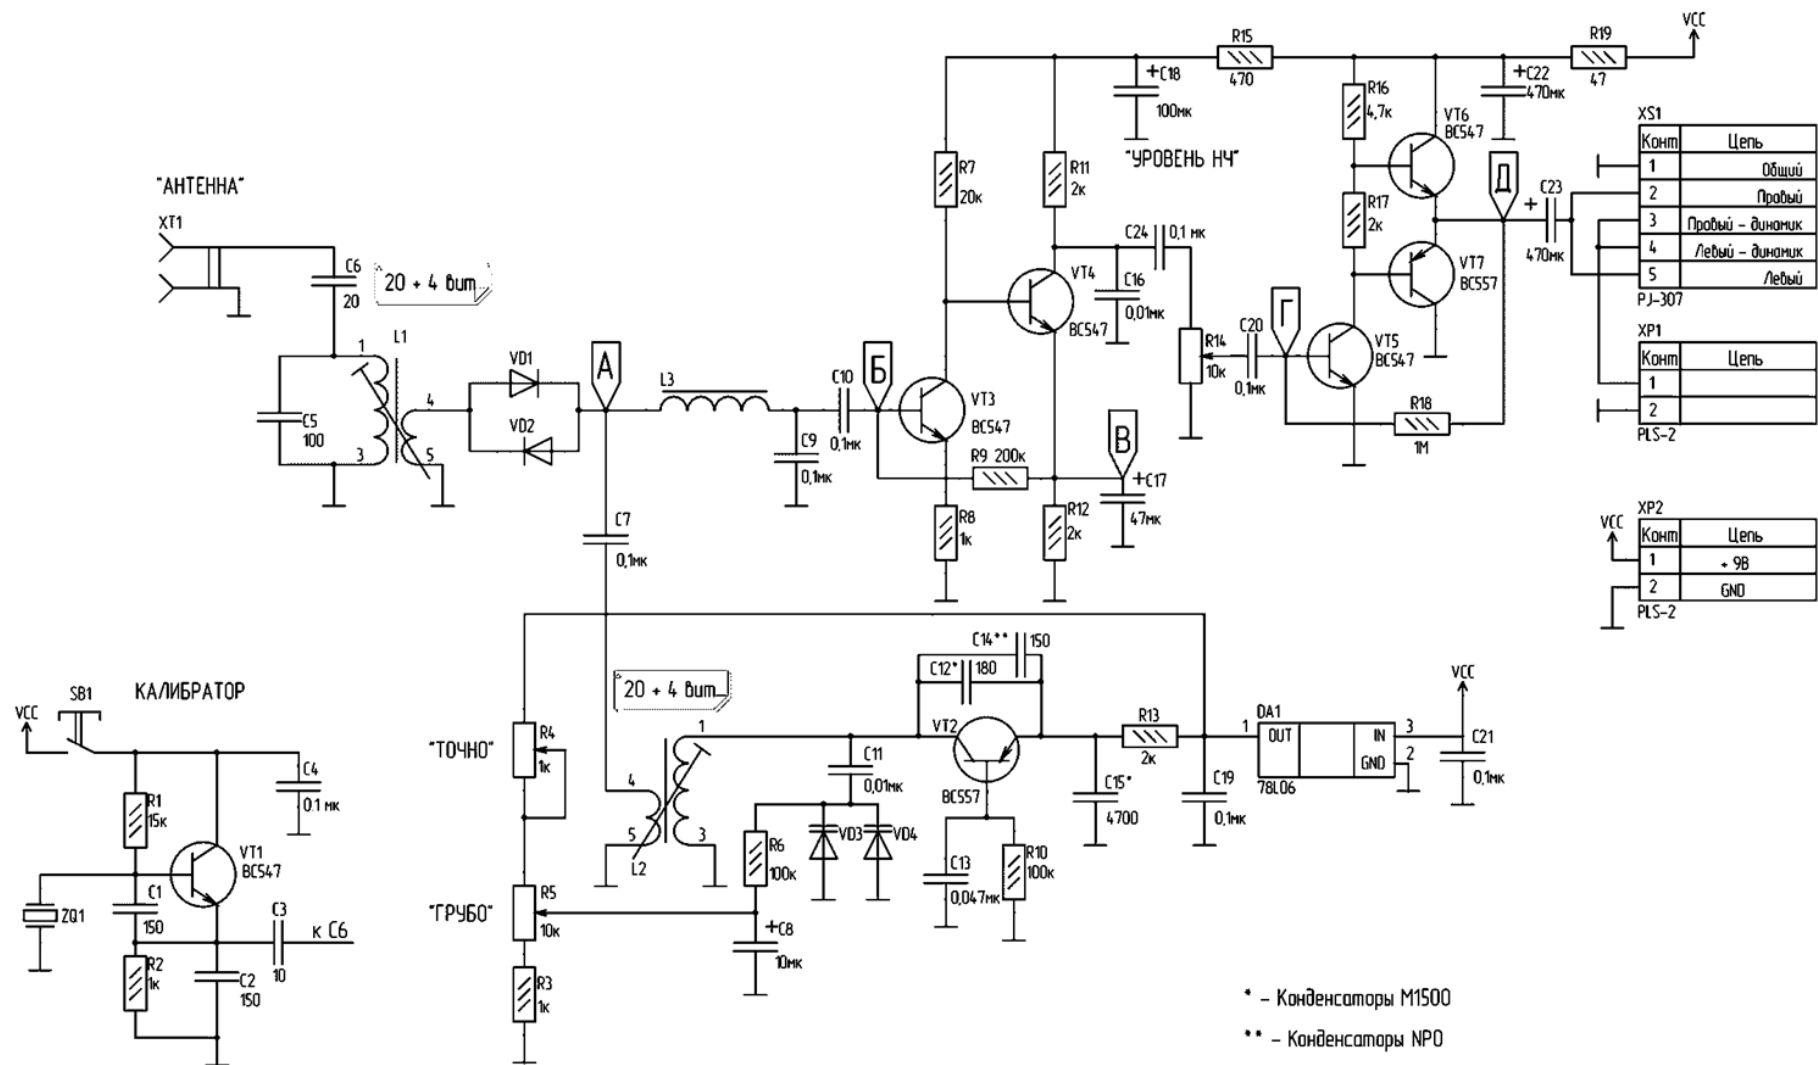 VCC
R15
470
R19
47
+C18
100мк
R16
4,7к
+C22
470мк
VT6
BC547
XS1
Конт Цепь
1 Общий
2 Правый
3 Правый - динамик
4 Левый - динамик
5 Левый
PJ-307
"УРОВЕНЬ НЧ"
R7
20к
R11
2к
R17
2к
Д
+ C23
470мк
VT7
BC557
"АНТЕННА"
XT1
C6
20
20 + 4 вит
C24 0,1 мк
VT4
BC547
C16
0,01мк
R14
10к
C20
0,1мк
Г
VT5
BC547
XP1
Конт Цепь
1
2
PLS-2
1
L1
C5
100
3
4
5
VD1
VD2
А
L3
C10
0,1мк
Б
C9
0,1мк
VT3
BC547
R9 200к
В
+C17
47мк
R18
1М
R8
1к
R12
2к
C7
0,1мк
XP2
VCC
Конт Цепь
1 + 9В
2 GND
PLS-2
КАЛИБРАТОР
SB1
VCC
C4
0.1 мк
R1
15к
VT1
BC547
ZQ1
C1
150
C3
10
к C6
R2
1к
C2
150
20 + 4 вит
"ТОЧНО"
R4
1к
"ГРУБО"
R5
10к
R3
1к
1
4
5
3
L2
C14** 150
C12* 180
VT2
BC557
C11
0,01мк
VD3
VD4
R6
100к
+C8
10мк
C13
0,047мк
R10
100к
R13
2к
C15*
4700
C19
0,1мк
DA1
1 OUT IN 3
GND 2
78L06
VCC
C21
0,1мк
* - Конденсаторы М1500
** - Конденсаторы NPO